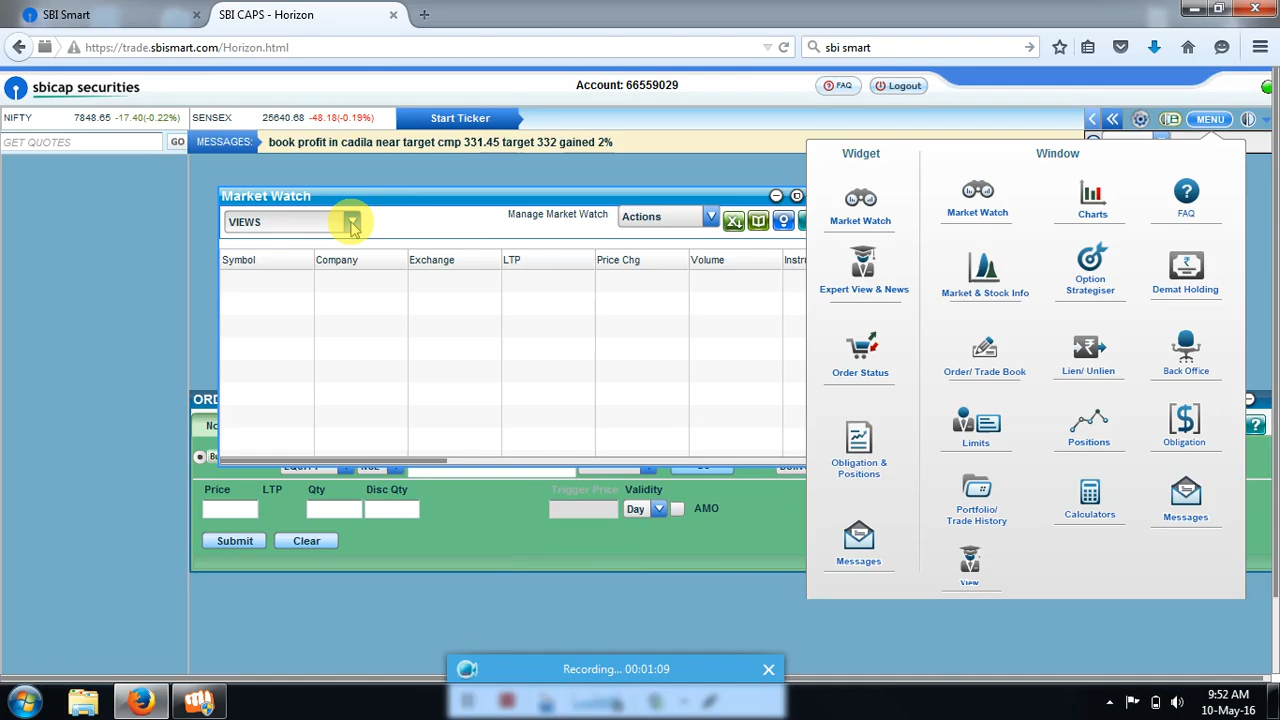 SBI Smart
SBI CAPS - Horizon
https://trade.sbismart.com/Horizon.html
sbi smart
sbicap securities
Account: 66559029
FAQ
Logout
NIFTY 7848.65 -17.40(-0.22%)
SENSEX 25640.68 -48.18(-0.19%)
Start Ticker
MENU
GET QUOTES
GO
MESSAGES:
book profit in cadila near target cmp 331.45 target 332 gained 2%
Market Watch
VIEWS
Manage Market Watch
Actions
Symbol Company Exchange LTP Price Chg Volume
Widget
Window
Market Watch
Market Watch
Charts
FAQ
Expert View & News
Market & Stock Info
Option
Strategiser
Demat Holding
Order Status
Order/ Trade Book
Lien/ Unlien
Back Office
Obligation &
Positions
Limits
Positions
Obligation
Messages
Portfolio/
Trade History
Calculators
Messages
View
Price LTP Qty Disc Qty
Trigger Price
Validity
Day
AMO
Submit
Clear
Recording... 00:01:09
9:52 AM
10-May-16